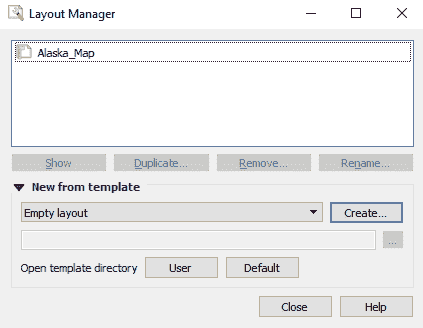 Layout Manager
Alaska_Map
Show Duplicate... Remove... Rename...
New from template
Empty layout Create...
...
Open template directory User Default
Close Help